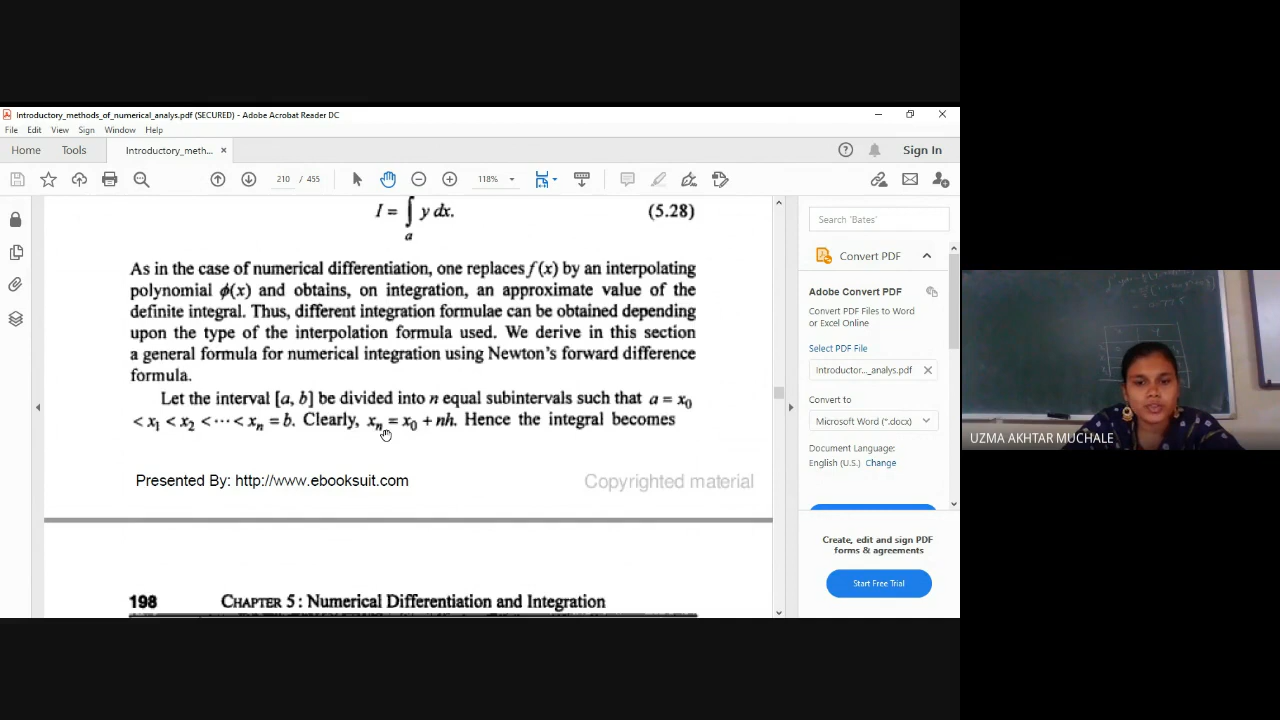 Introductory_methods_of_numerical_analys.pdf (SECURED) - Adobe Acrobat Reader DC
File Edit View Sign Window Help
Home Tools Introductory_meth... × Sign In
210 / 455 118%
I = ∫ y dx. (5.28)
a
As in the case of numerical differentiation, one replaces f(x) by an interpolating
polynomial ϕ(x) and obtains, on integration, an approximate value of the
definite integral. Thus, different integration formulae can be obtained depending
upon the type of the interpolation formula used. We derive in this section
a general formula for numerical integration using Newton's forward difference
formula.
Let the interval [a, b] be divided into n equal subintervals such that a = x₀
< x₁ < x₂ < ⋯ < xₙ = b. Clearly, xₙ = x₀ + nh. Hence the integral becomes
Presented By: http://www.ebooksuit.com Copyrighted material
198 CHAPTER 5: Numerical Differentiation and Integration
Search 'Bates'
Convert PDF
Adobe Convert PDF
Convert PDF Files to Word
or Excel Online
Select PDF File
Introductor..._analys.pdf ×
Convert to
Microsoft Word (*.docx)
Document Language:
English (U.S.) Change
Create, edit and sign PDF
forms & agreements
Start Free Trial
UZMA AKHTAR MUCHALE